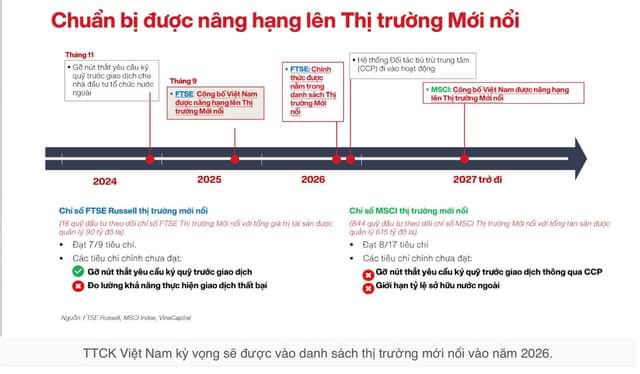 Chuẩn bị được nâng hạng lên Thị trường Mới nổi
Tháng 11
• Gỡ nút thắt yêu cầu ký
quỹ trước giao dịch cho
nhà đầu tư tổ chức nước
ngoài
Tháng 9
• FTSE: Công bố Việt Nam
được nâng hạng lên Thị
trường Mới nổi
• FTSE: Chính
thức được
nằm trong
danh sách Thị
trường Mới
nổi
• Hệ thống Đối tác bù trừ trung tâm
(CCP) đi vào hoạt động
• MSCI: Công bố Việt Nam được nâng hạng
lên Thị trường Mới nổi
2024
2025
2026
2027 trở đi
Chỉ số FTSE Russell thị trường mới nổi
(16 quỹ đầu tư theo dõi chỉ số FTSE Thị trường Mới nổi với tổng giá trị tài sản được
quản lý 90 tỷ đô la)
• Đạt 7/9 tiêu chí.
• Các tiêu chí chính chưa đạt:
Gỡ nút thắt yêu cầu ký quỹ trước giao dịch
Đo lường khả năng thực hiện giao dịch thất bại
Chỉ số MSCI thị trường mới nổi
(844 quỹ đầu tư theo dõi chỉ số MSCI Thị trường Mới nổi với tổng tài sản được
quản lý 615 tỷ đô la)
• Đạt 8/17 tiêu chí
• Các tiêu chí chính chưa đạt:
Gỡ nút thắt yêu cầu ký quỹ trước giao dịch thông qua CCP
Giới hạn tỷ lệ sở hữu nước ngoài
Nguồn: FTSE Russell, MSCI Index, VinaCapital
TTCK Việt Nam kỳ vọng sẽ được vào danh sách thị trường mới nổi vào năm 2026.